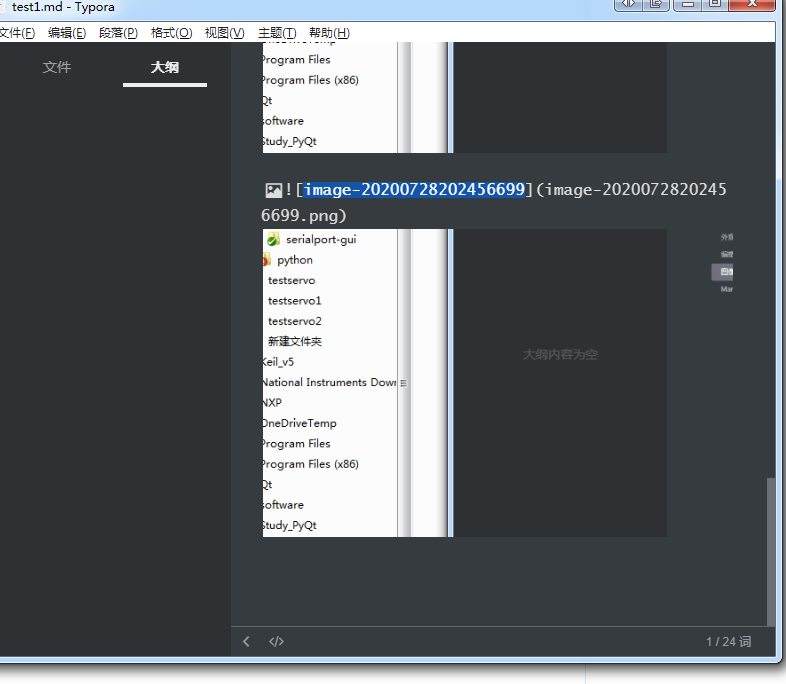 test1.md - Typora
文件(F) 编辑(E) 段落(P) 格式(O) 视图(V) 主题(T) 帮助(H)
文件 大纲
Program Files
Program Files (x86)
Qt
software
Study_PyQt
![image-20200728202456699](image-2020072820245
6699.png)
serialport-gui
python
testservo
testservo1
testservo2
新建文件夹
Keil_v5
National Instruments Down
NXP
OneDriveTemp
Program Files
Program Files (x86)
Qt
software
Study_PyQt
大纲内容为空
1 / 24 词